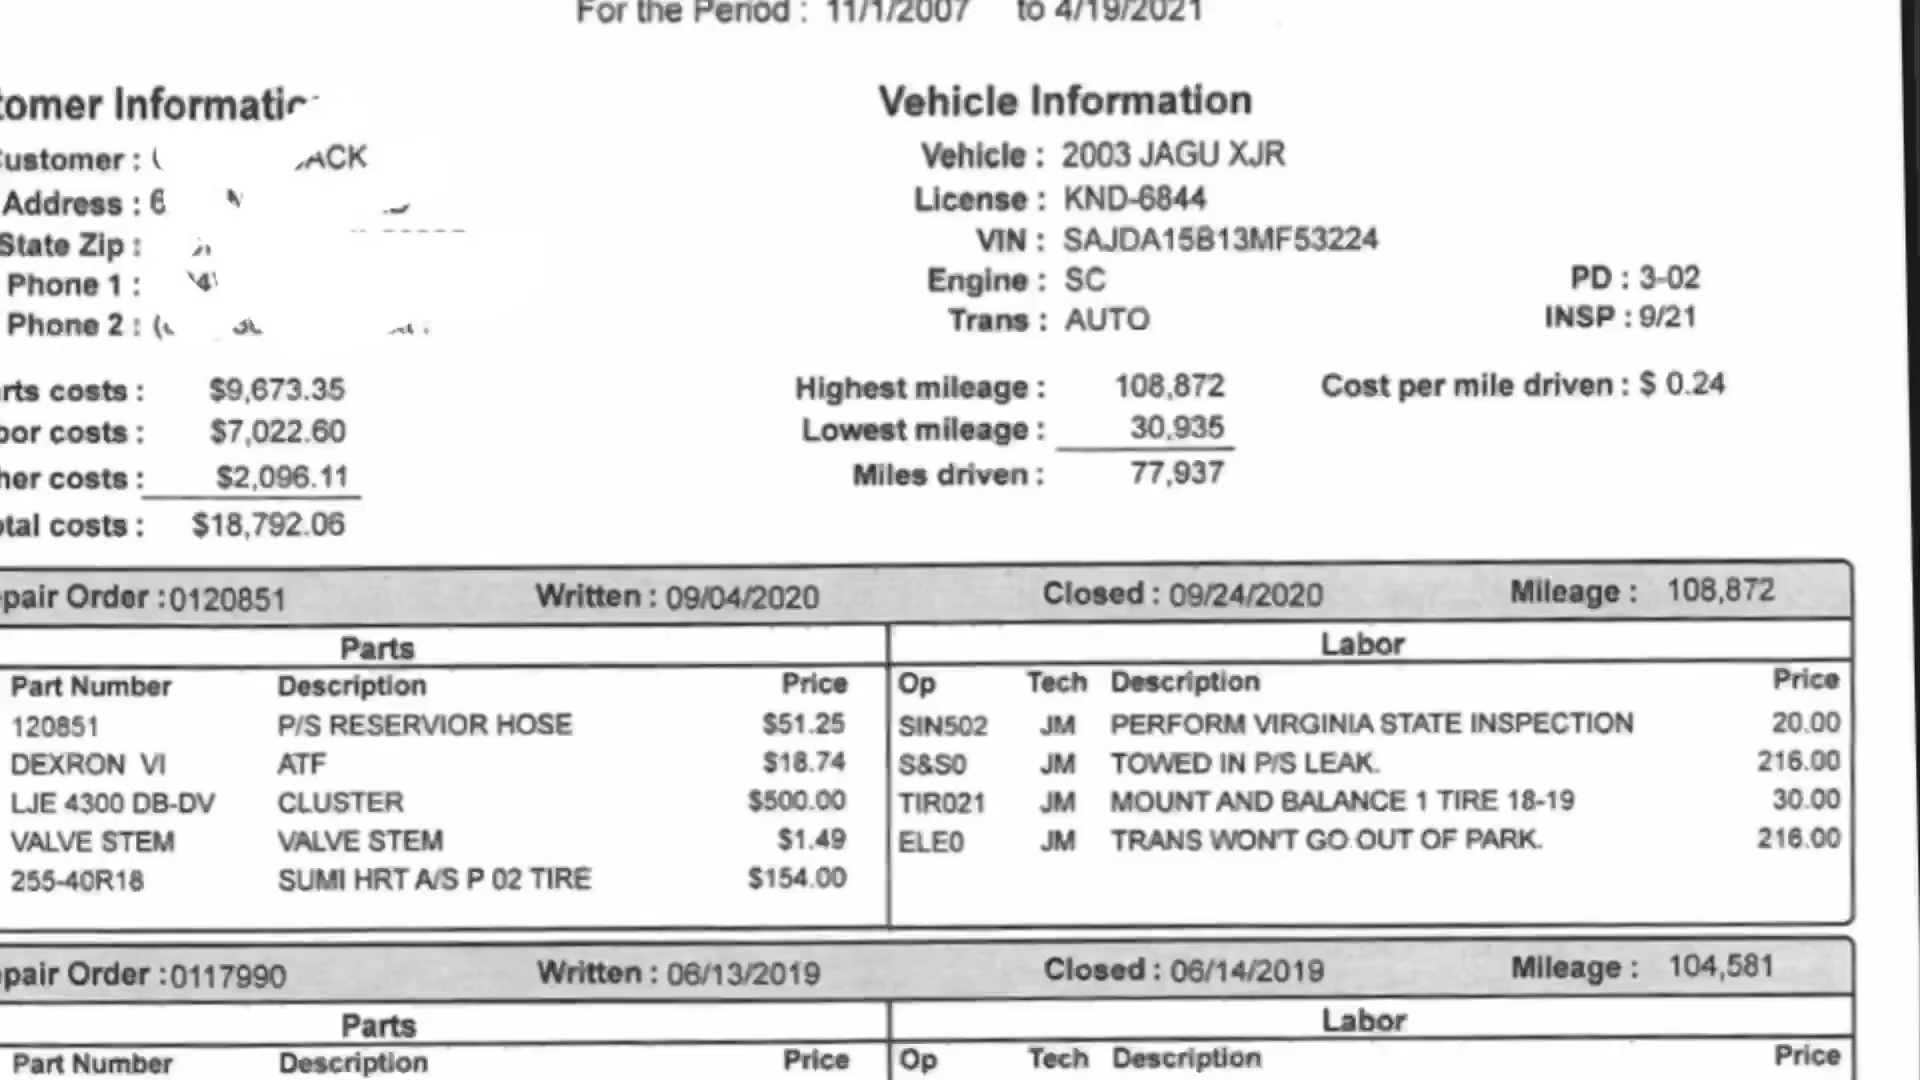 For the Period : 11/1/2007 to 4/19/2021
tomer Informatio
Vehicle Information
Customer : ACK
Vehicle : 2003 JAGU XJR
Address : 6
License : KND-6844
State Zip :
VIN : SAJDA15B13MF53224
Phone 1 :
Engine : SC
PD : 3-02
Phone 2 : (
Trans : AUTO
INSP : 9/21
rts costs : $9,673.35
Highest mileage : 108,872
Cost per mile driven : $ 0.24
bor costs : $7,022.60
Lowest mileage : 30,935
her costs : $2,096.11
Miles driven : 77,937
otal costs : $18,792.06
epair Order :0120851 Written : 09/04/2020 Closed : 09/24/2020 Mileage : 108,872
Parts
Labor
Part Number Description Price
Op Tech Description Price
120851 P/S RESERVIOR HOSE $51.25
SIN502 JM PERFORM VIRGINIA STATE INSPECTION 20.00
DEXRON VI ATF $18.74
S&S0 JM TOWED IN P/S LEAK. 216.00
LJE 4300 DB-DV CLUSTER $500.00
TIR021 JM MOUNT AND BALANCE 1 TIRE 18-19 30.00
VALVE STEM VALVE STEM $1.49
ELE0 JM TRANS WON'T GO OUT OF PARK. 216.00
255-40R18 SUMI HRT A/S P 02 TIRE $154.00
epair Order :0117990 Written : 06/13/2019 Closed : 06/14/2019 Mileage : 104,581
Parts
Labor
Part Number Description Price
Op Tech Description Price